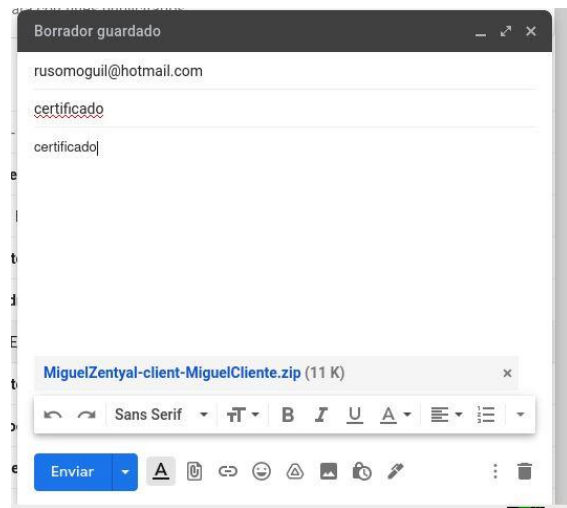 Borrador guardado
rusomoguil@hotmail.com
certificado
certificado
MiguelZentyal-client-MiguelCliente.zip (11 K)
Sans Serif
B I U A
Enviar
A